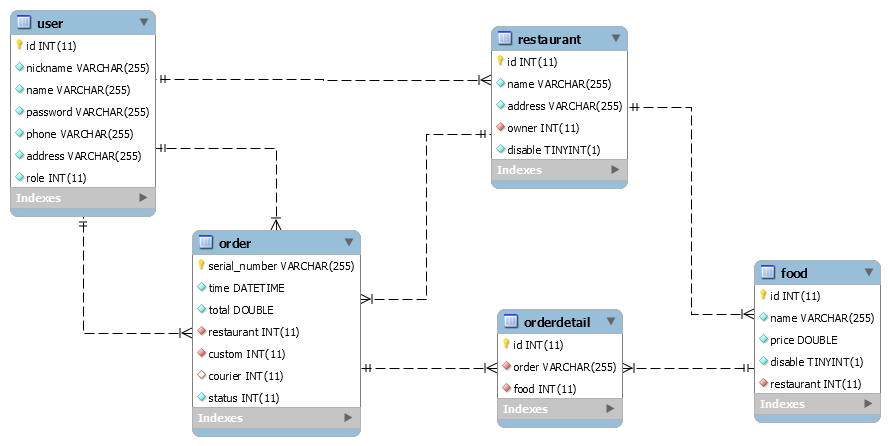 user
id INT(11)
nickname VARCHAR(255)
name VARCHAR(255)
password VARCHAR(255)
phone VARCHAR(255)
address VARCHAR(255)
role INT(11)
Indexes
restaurant
id INT(11)
name VARCHAR(255)
address VARCHAR(255)
owner INT(11)
disable TINYINT(1)
Indexes
order
serial_number VARCHAR(255)
time DATETIME
total DOUBLE
restaurant INT(11)
custom INT(11)
courier INT(11)
status INT(11)
Indexes
orderdetail
id INT(11)
order VARCHAR(255)
food INT(11)
Indexes
food
id INT(11)
name VARCHAR(255)
price DOUBLE
disable TINYINT(1)
restaurant INT(11)
Indexes